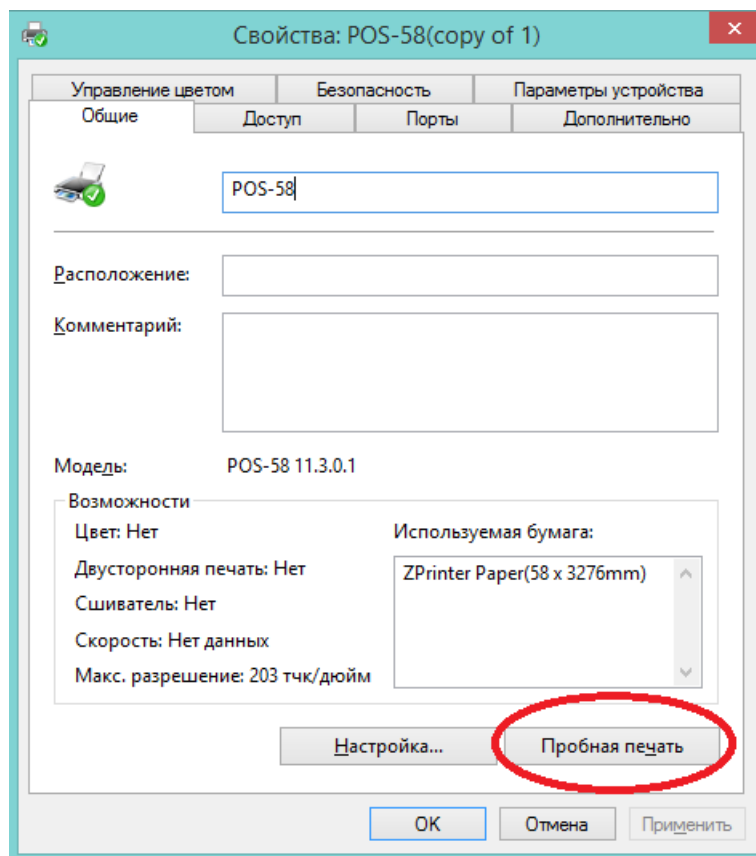 Свойства: POS-58(copy of 1)
Управление цветом Безопасность Параметры устройства
Общие Доступ Порты Дополнительно
POS-58
Расположение:
Комментарий:
Модель: POS-58 11.3.0.1
Возможности
Цвет: Нет Используемая бумага:
Двусторонняя печать: Нет ZPrinter Paper(58 x 3276mm)
Сшиватель: Нет
Скорость: Нет данных
Макс. разрешение: 203 тчк/дюйм
Настройка... Пробная печать
OK Отмена Применить